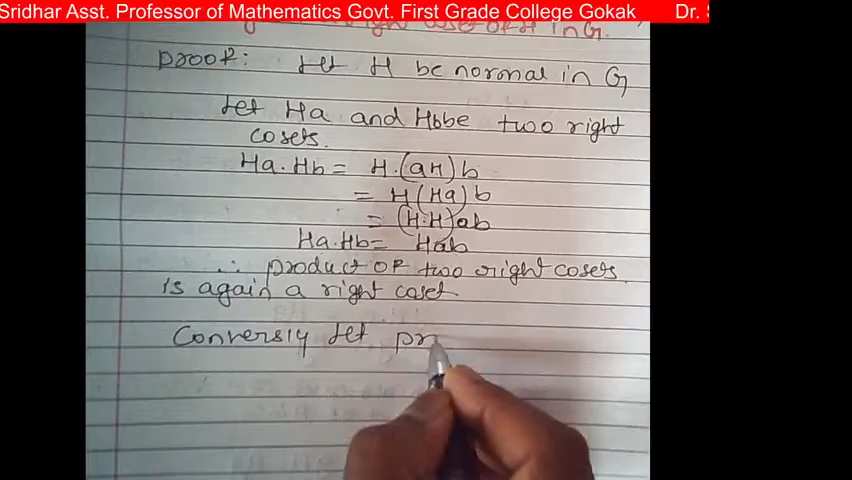 Sridhar Asst. Professor of Mathematics Govt. First Grade College Gokak Dr. S
in G.
Proof: Let H be normal in G
Let Ha and Hb be two right
cosets.
Ha.Hb = H.(aH)b
= H(Ha)b
= (H.H)ab
Ha.Hb = Hab
∴ product of two right cosets
is again a right coset
Conversly let pr